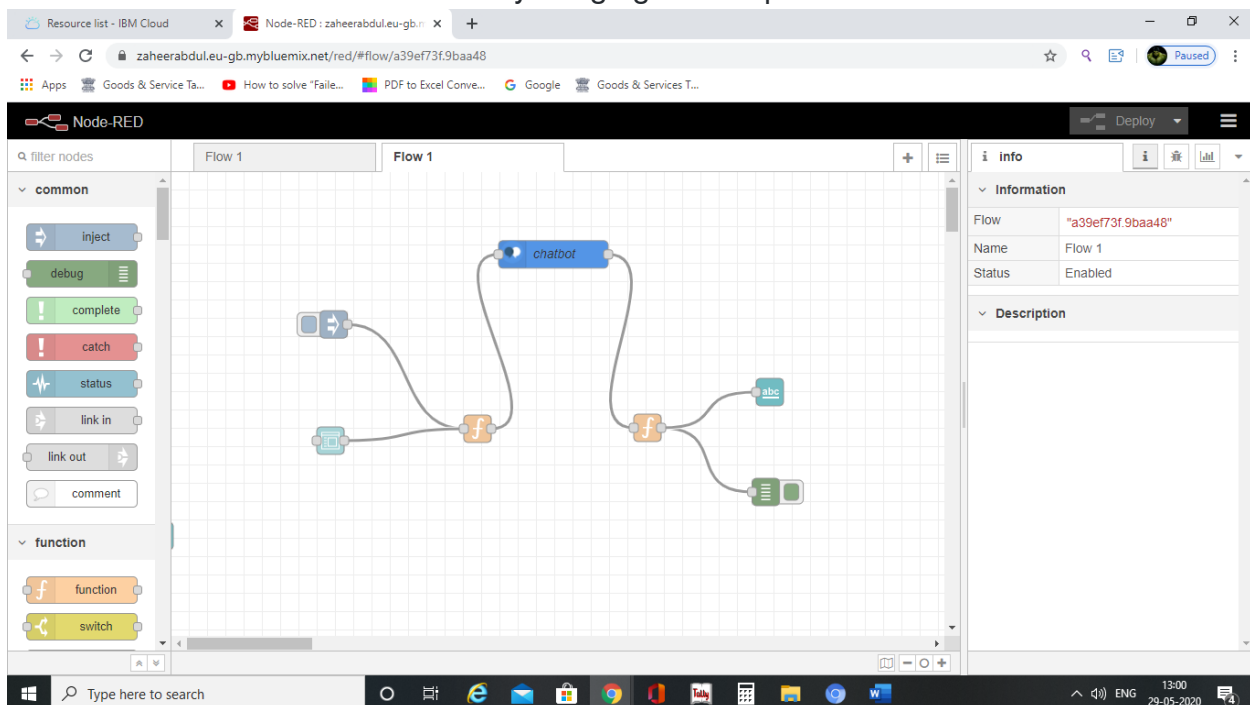 Resource list - IBM Cloud
Node-RED : zaheerabdul.eu-gb.m
zaheerabdul.eu-gb.mybluemix.net/red/#flow/a39ef73f.9baa48
Paused
Apps Goods & Service Ta... How to solve "Faile... PDF to Excel Conve... Google Goods & Services T...
Node-RED Deploy
filter nodes Flow 1 Flow 1 i info
common
inject
debug
complete
catch
status
link in
link out
comment
function
function
switch
chatbot
abc
Information
Flow "a39ef73f.9baa48"
Name Flow 1
Status Enabled
Description
Type here to search
Tally
ENG
13:00
29-05-2020
4